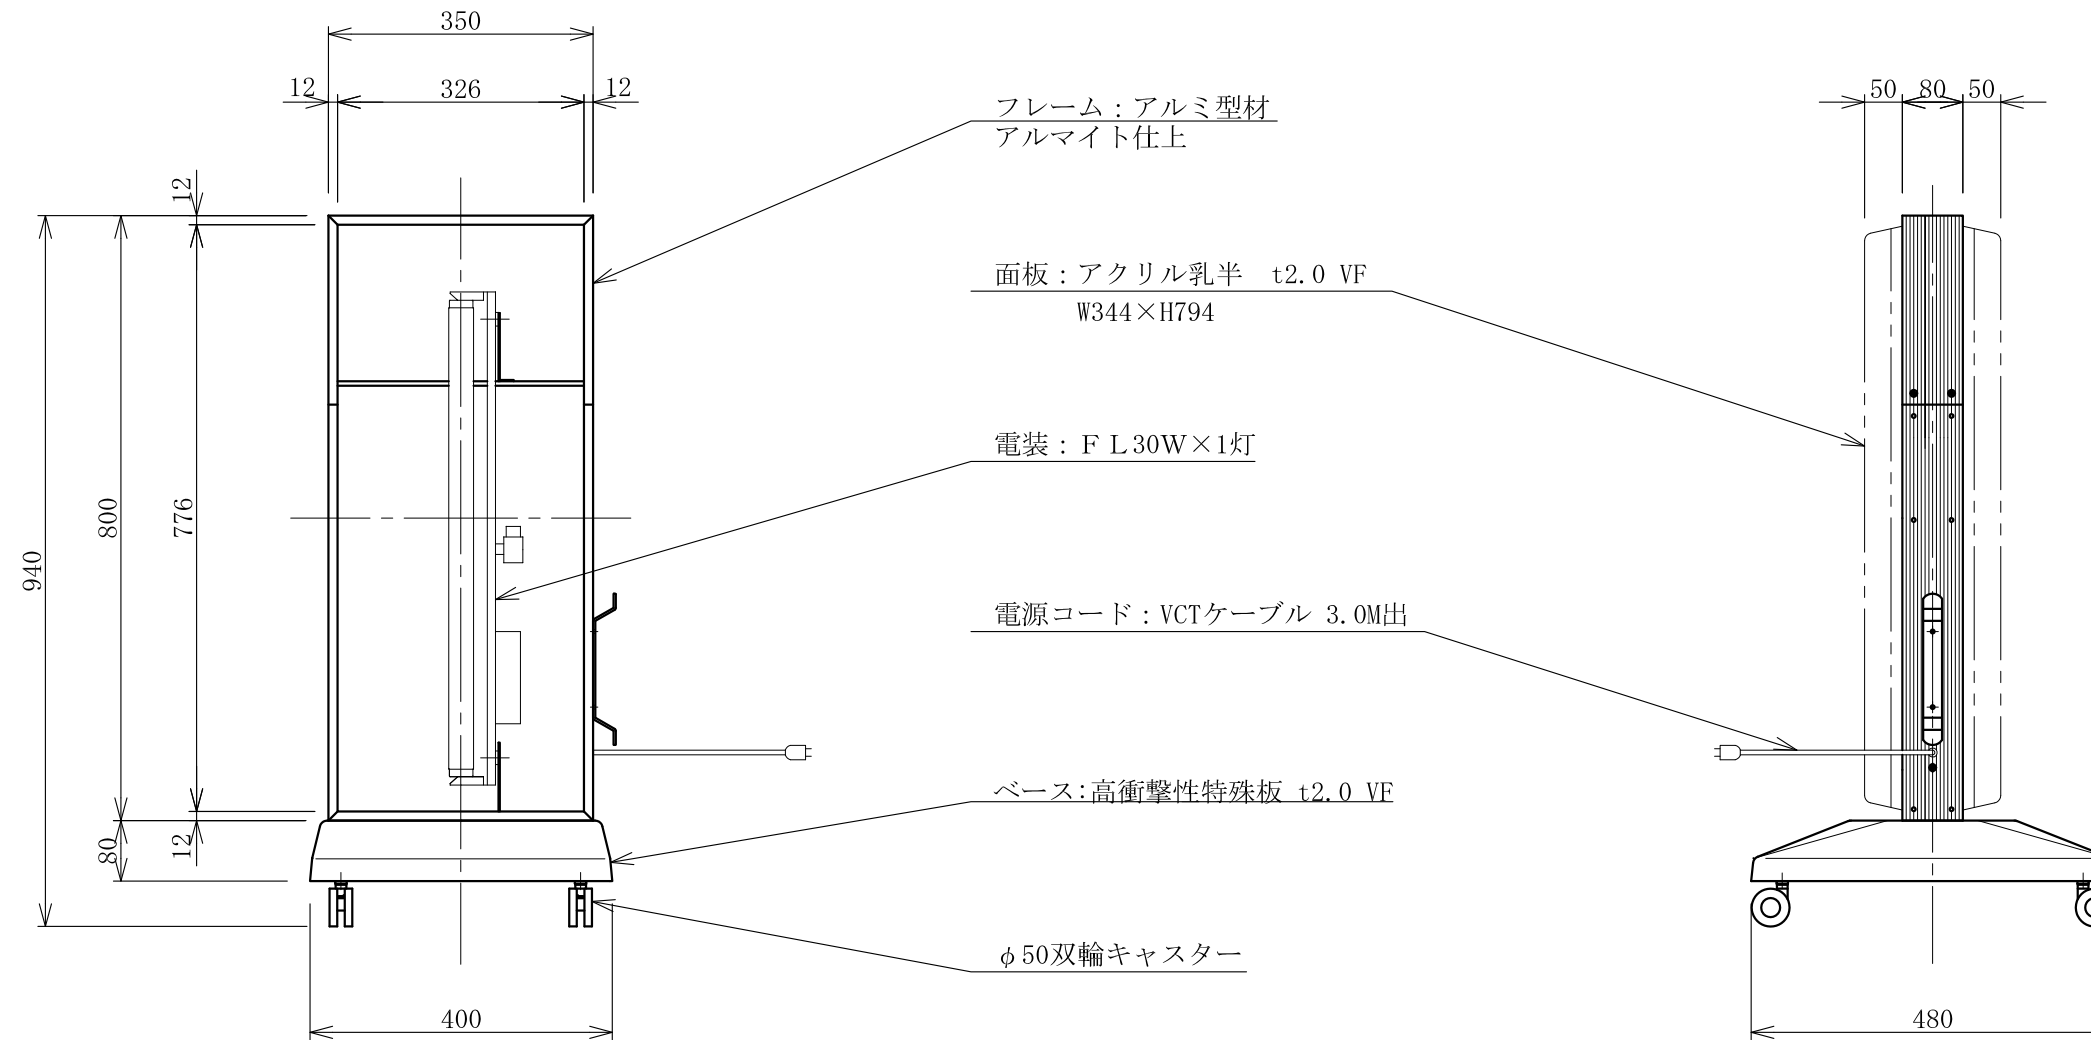 350
12
326
12
フレーム：アルミ型材
アルマイト仕上
50
80
50
12
面板：アクリル乳半　t2.0 VF
W344×H794
電装：ＦＬ30W×1灯
776
800
940
電源コード：VCTケーブル 3.0M出
ベース:高衝撃性特殊板 t2.0 VF
12
80
φ50双輪キャスター
400
480